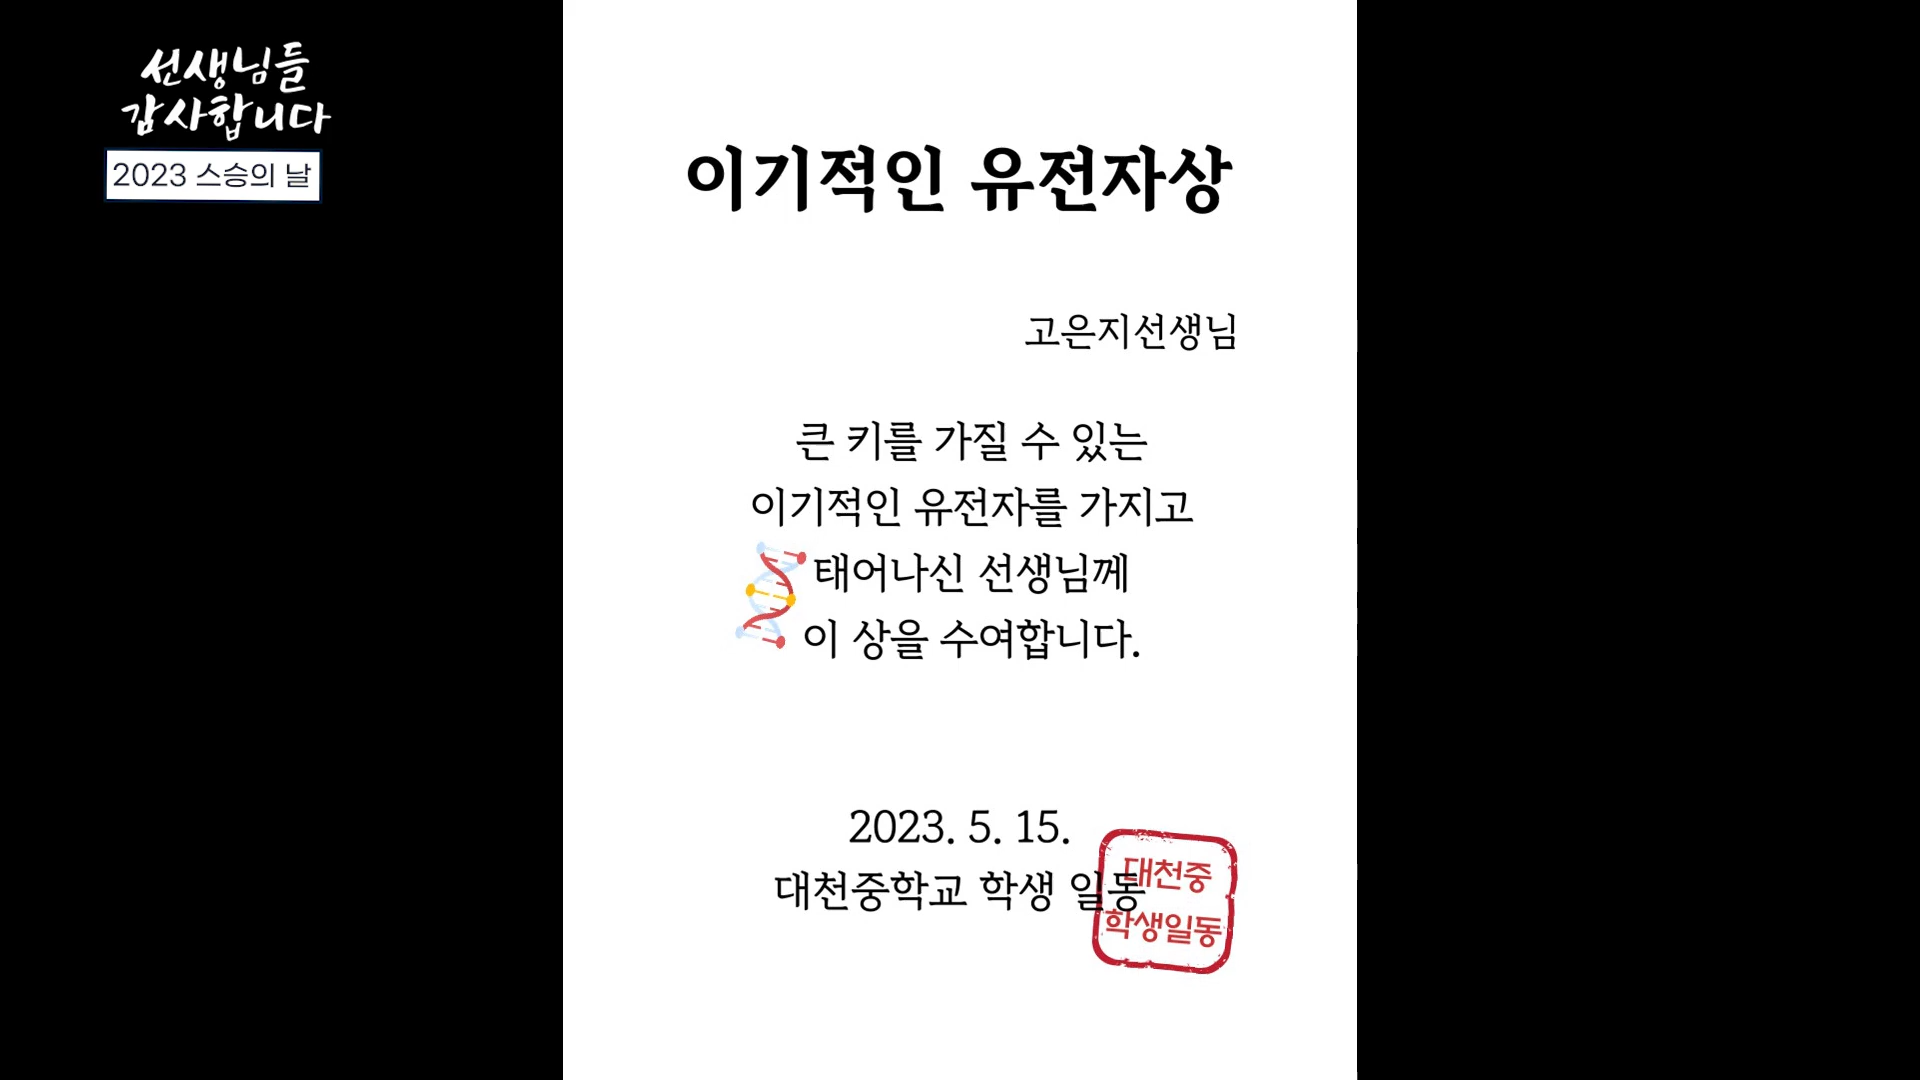 선생님들
감사합니다
2023 스승의 날
이기적인 유전자상
고은지선생님
큰 키를 가질 수 있는
이기적인 유전자를 가지고
태어나신 선생님께
이 상을 수여합니다.
2023. 5. 15.
대천중학교 학생 일동
대천중
학생일동